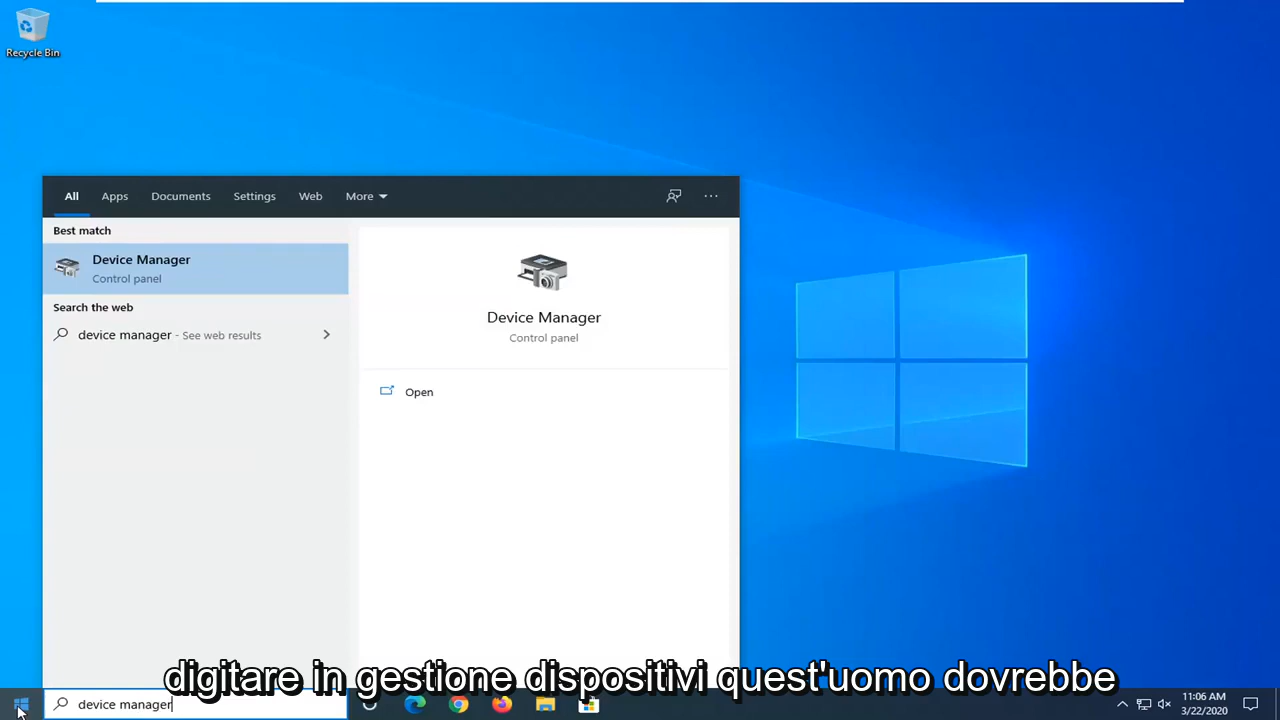 Recycle Bin
All Apps Documents Settings Web More
Best match
Device Manager
Control panel
Search the web
device manager - See web results
Device Manager
Control panel
Open
digitare in gestione dispositivi quest'uomo dovrebbe
device manager
11:06 AM
3/22/2020